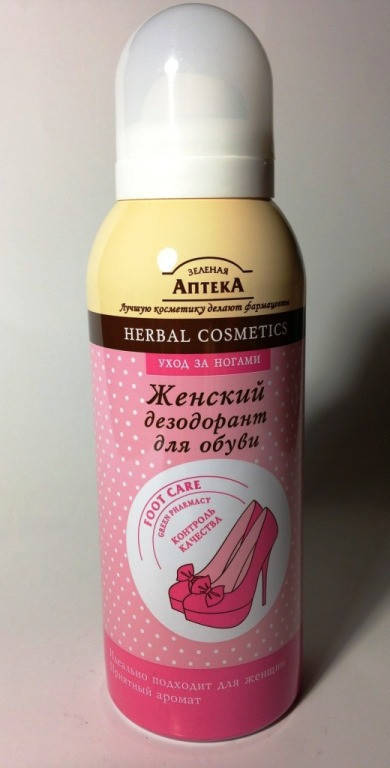 ЗЕЛЕНАЯ
АПТЕКА
Лучшую косметику делают фармацевты
HERBAL COSMETICS
УХОД ЗА НОГАМИ
Женский
дезодорант
для обуви
FOOT CARE
GREEN PHARMACY
КОНТРОЛЬ
КАЧЕСТВА
Идеально подходит для женщин
Приятный аромат